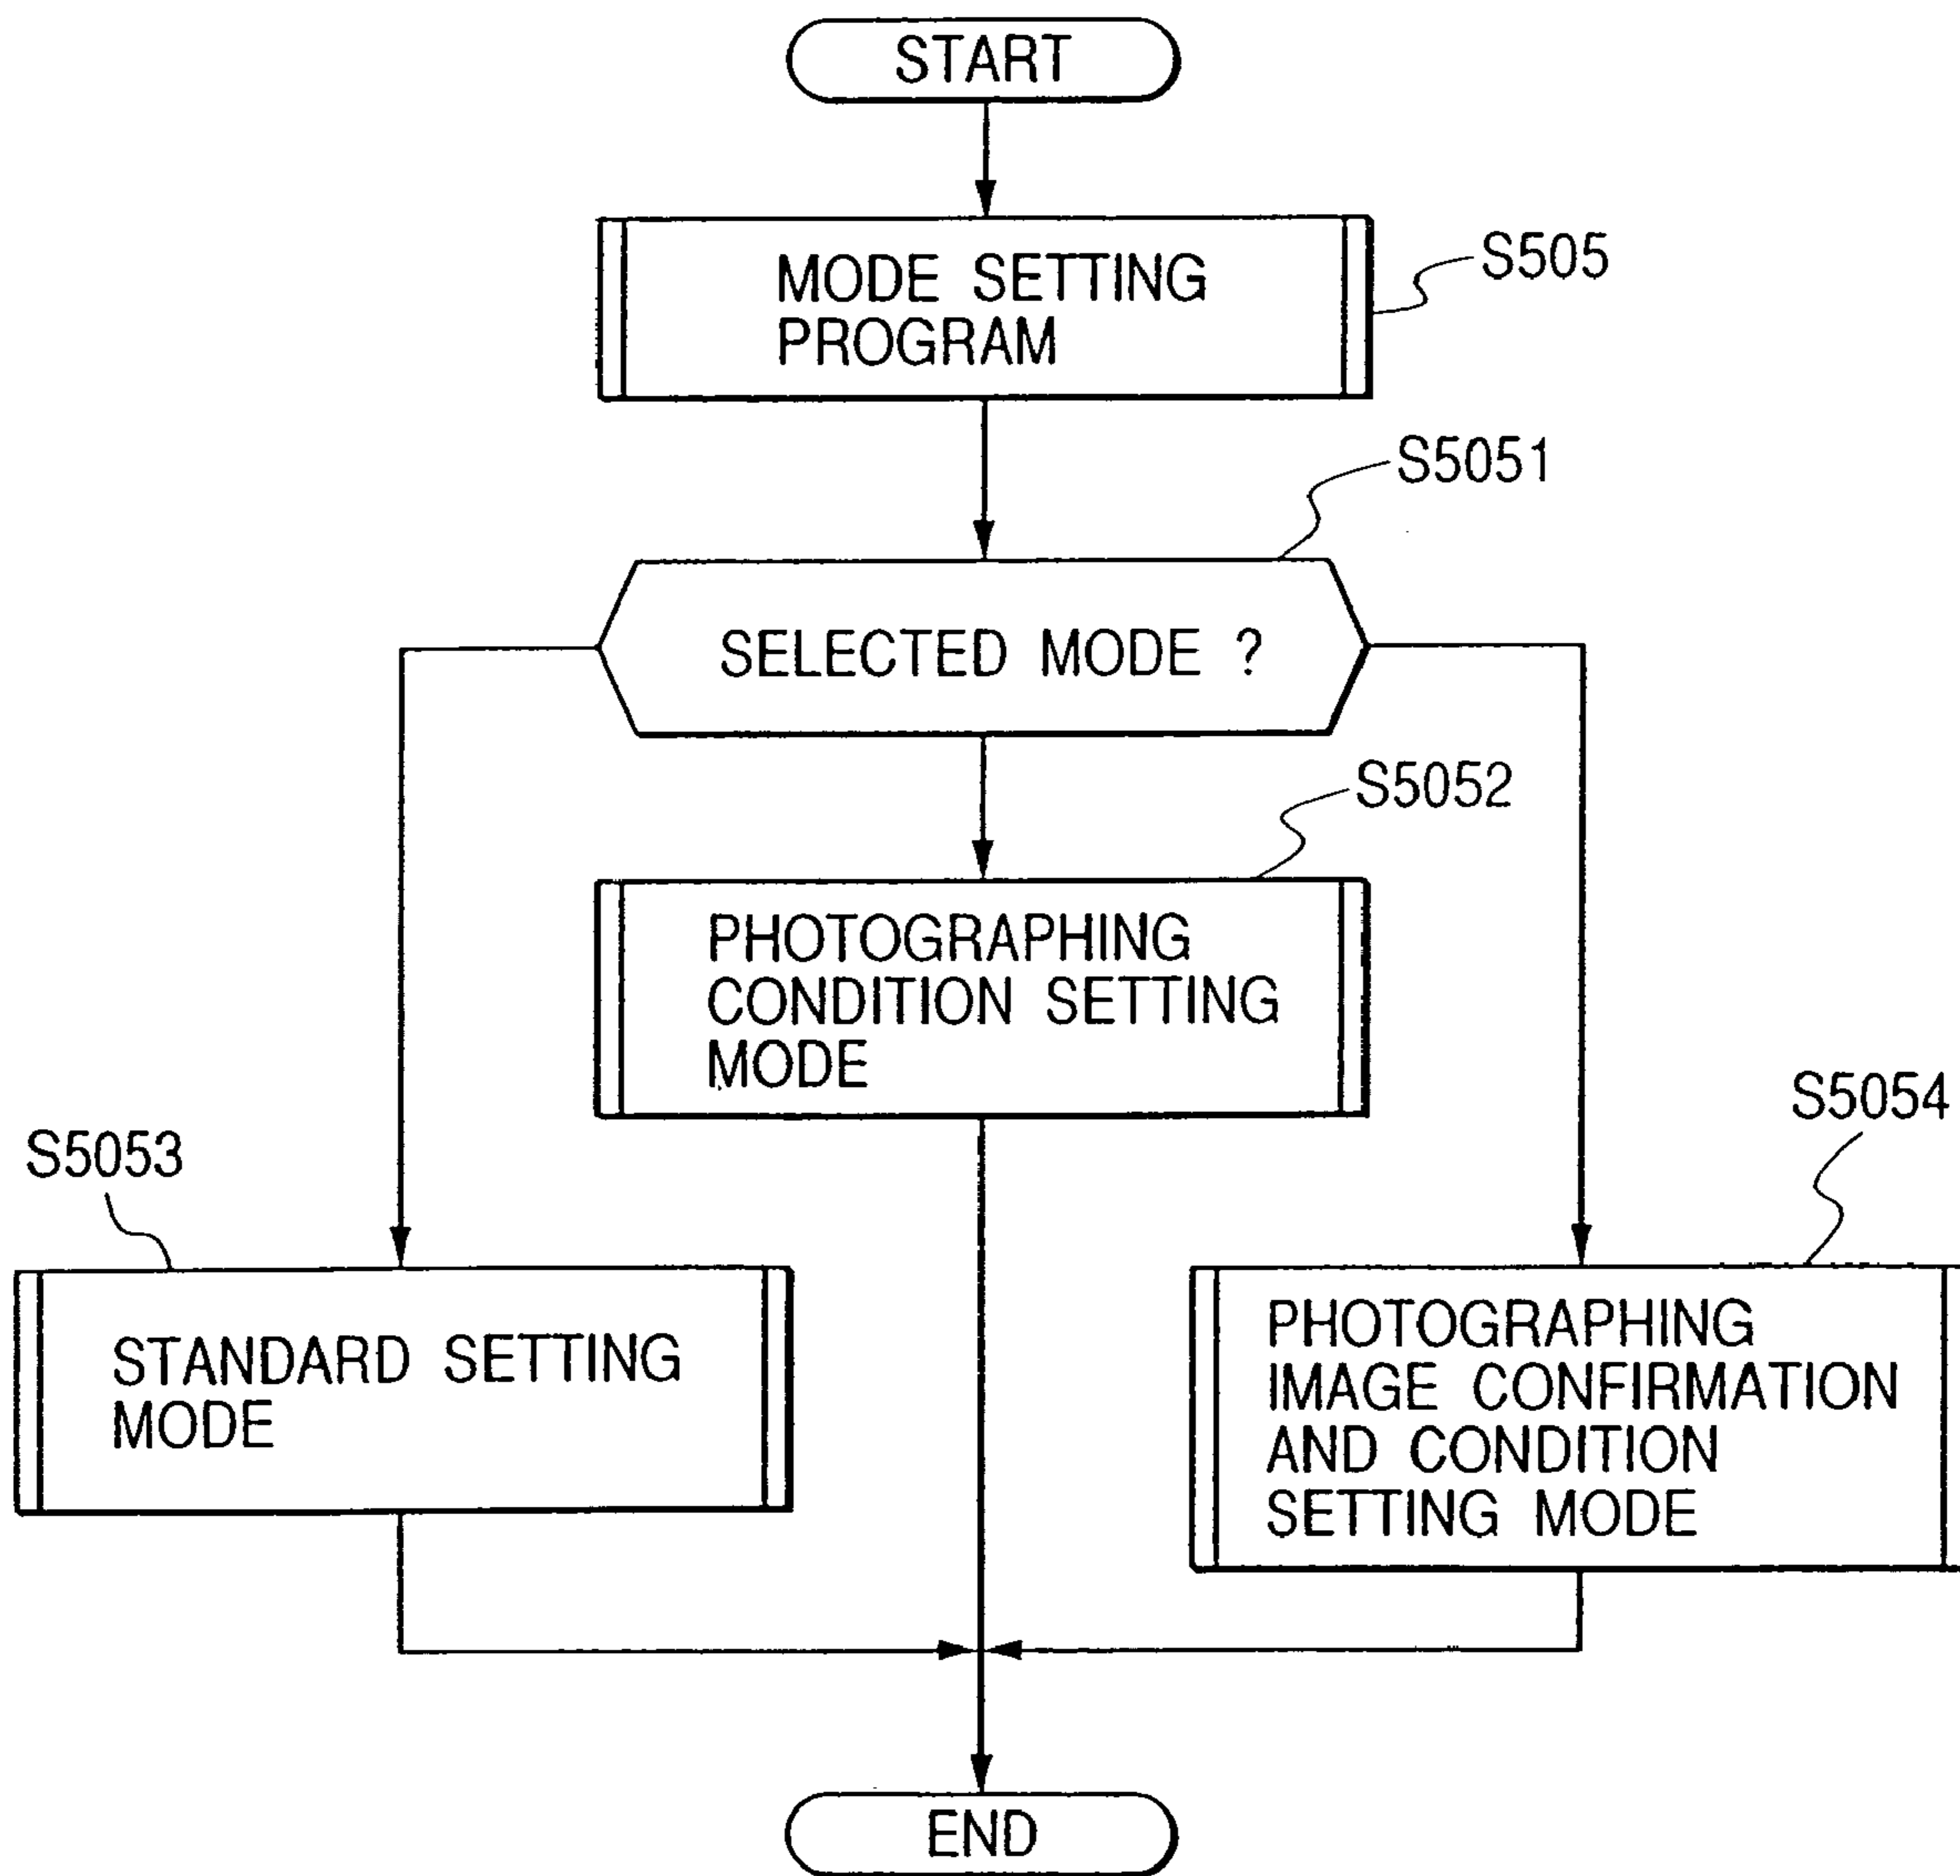 START
MODE SETTING
PROGRAM
S505
S5051
SELECTED MODE ?
S5052
PHOTOGRAPHING
CONDITION SETTING
MODE
S5053
STANDARD SETTING
MODE
S5054
PHOTOGRAPHING
IMAGE CONFIRMATION
AND CONDITION
SETTING MODE
END